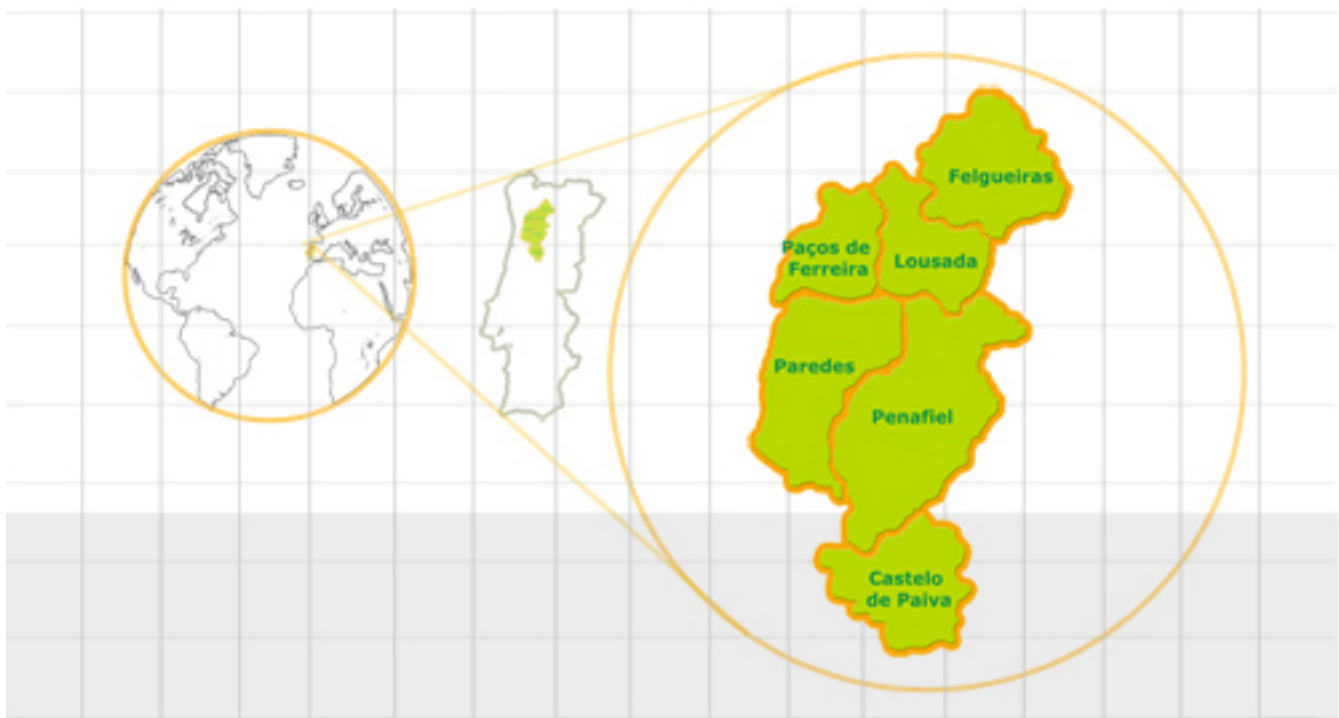 Felgueiras
Paços de
Ferreira
Lousada
Paredes
Penafiel
Castelo
de Paiva